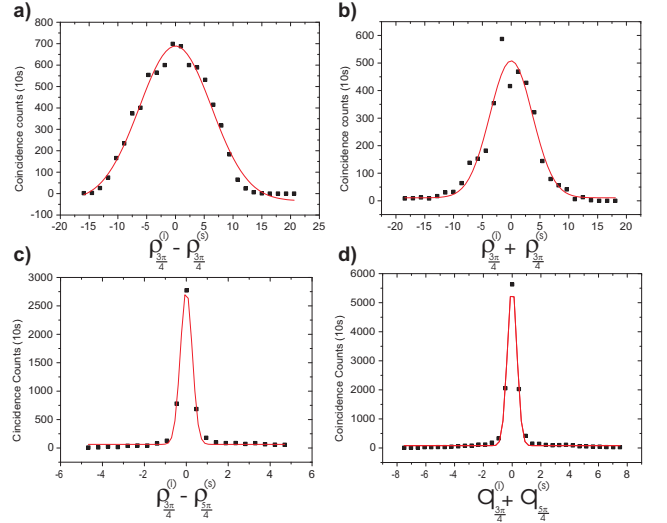 a)
b)
800
700
600
500
400
300
200
100
0
-100
Coincidence counts (10s)
-20 -15 -10 -5 0 5 10 15 20 25
ρ(i)3π/4 - ρ(s)3π/4
600
500
400
300
200
100
0
Coincidence counts (10s)
-20 -15 -10 -5 0 5 10 15 20
ρ(i)3π/4 + ρ(s)3π/4
c)
d)
3000
2500
2000
1500
1000
500
0
Cincidence Counts (10s)
-6 -4 -2 0 2 4 6
ρ(i)3π/4 - ρ(s)5π/4
6000
5000
4000
3000
2000
1000
0
Coincidence Counts (10s)
-8 -6 -4 -2 0 2 4 6 8
q(i)3π/4 + q(s)5π/4